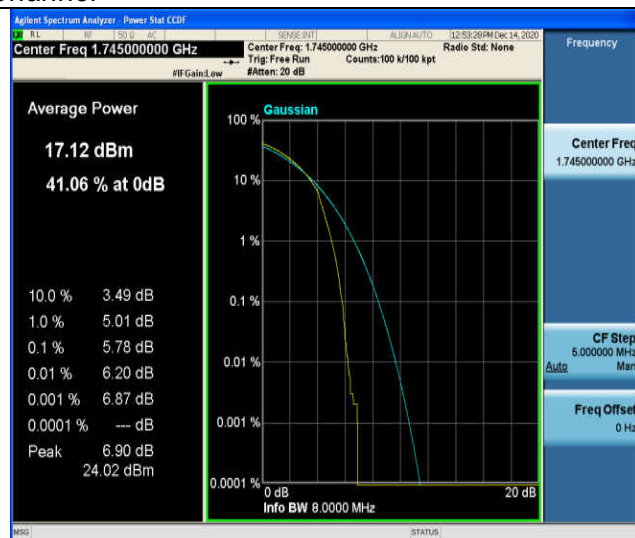 Agilent Spectrum Analyzer - Power Stat CCDF
RL RF 50 Ω AC SENSE:INT ALIGN AUTO 12:53:28 PM Dec 14, 2020
Center Freq 1.745000000 GHz
Center Freq: 1.745000000 GHz Radio Std: None
Trig: Free Run Counts:100 k/100 kpt
#IFGain:Low #Atten: 20 dB
Frequency
Average Power
17.12 dBm
41.06 % at 0dB
10.0 % 3.49 dB
1.0 % 5.01 dB
0.1 % 5.78 dB
0.01 % 6.20 dB
0.001 % 6.87 dB
0.0001 % --- dB
Peak 6.90 dB
24.02 dBm
Gaussian
100 %
10 %
1 %
0.1 %
0.01 %
0.001 %
0.0001 %
0 dB 20 dB
Info BW 8.0000 MHz
Center Freq
1.745000000 GHz
CF Step
5.000000 MHz
Auto Man
Freq Offset
0 Hz
MSG STATUS